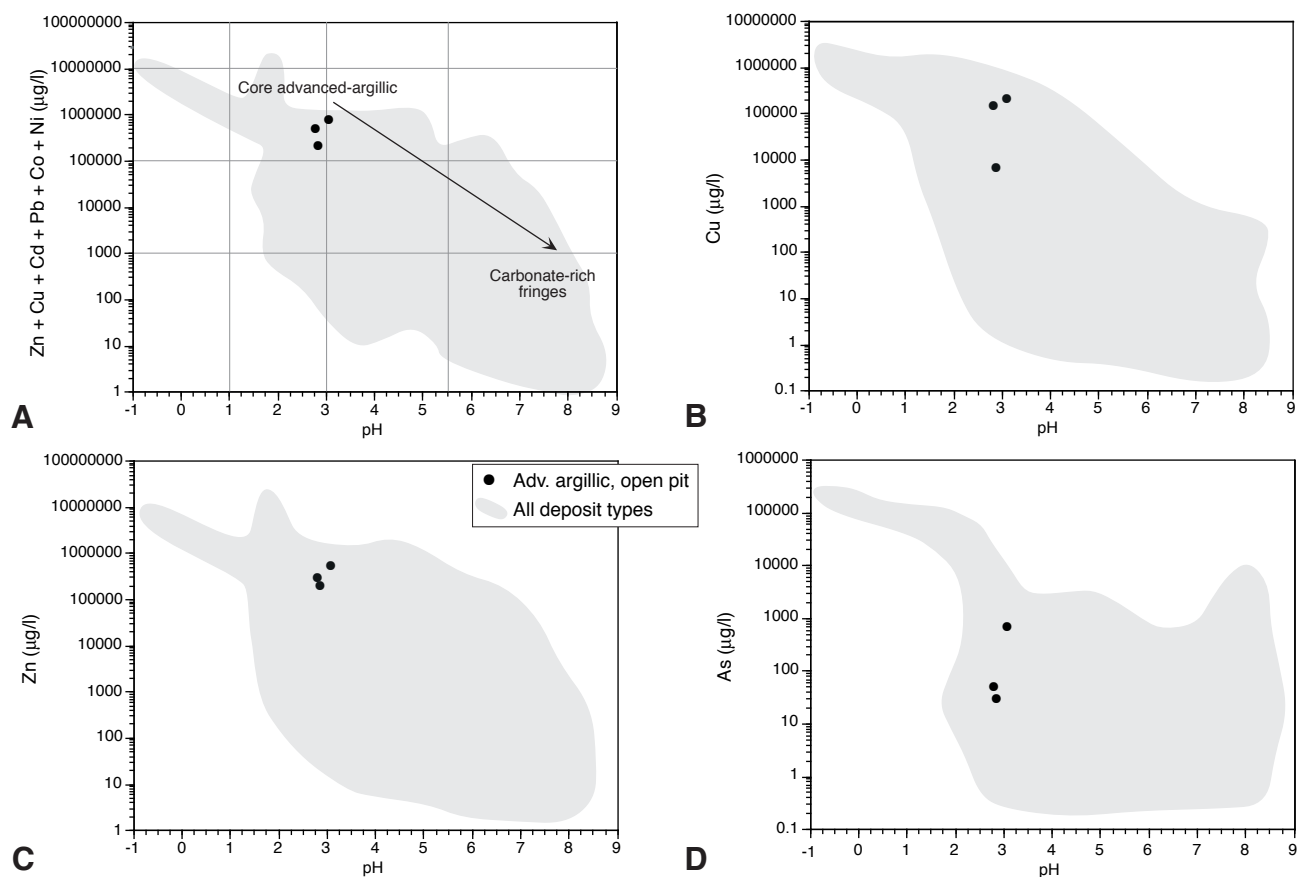 100000000
10000000
1000000
100000
10000
1000
100
10
1
Zn + Cu + Cd + Pb + Co + Ni (µg/l)
Core advanced-argillic
Carbonate-rich
fringes
-1 0 1 2 3 4 5 6 7 8 9
pH
A
10000000
1000000
100000
10000
1000
100
10
1
0.1
Cu (µg/l)
-1 0 1 2 3 4 5 6 7 8 9
pH
B
100000000
10000000
1000000
100000
10000
1000
100
10
1
Zn (µg/l)
Adv. argillic, open pit
All deposit types
-1 0 1 2 3 4 5 6 7 8 9
pH
C
1000000
100000
10000
1000
100
10
1
0.1
As (µg/l)
-1 0 1 2 3 4 5 6 7 8 9
pH
D